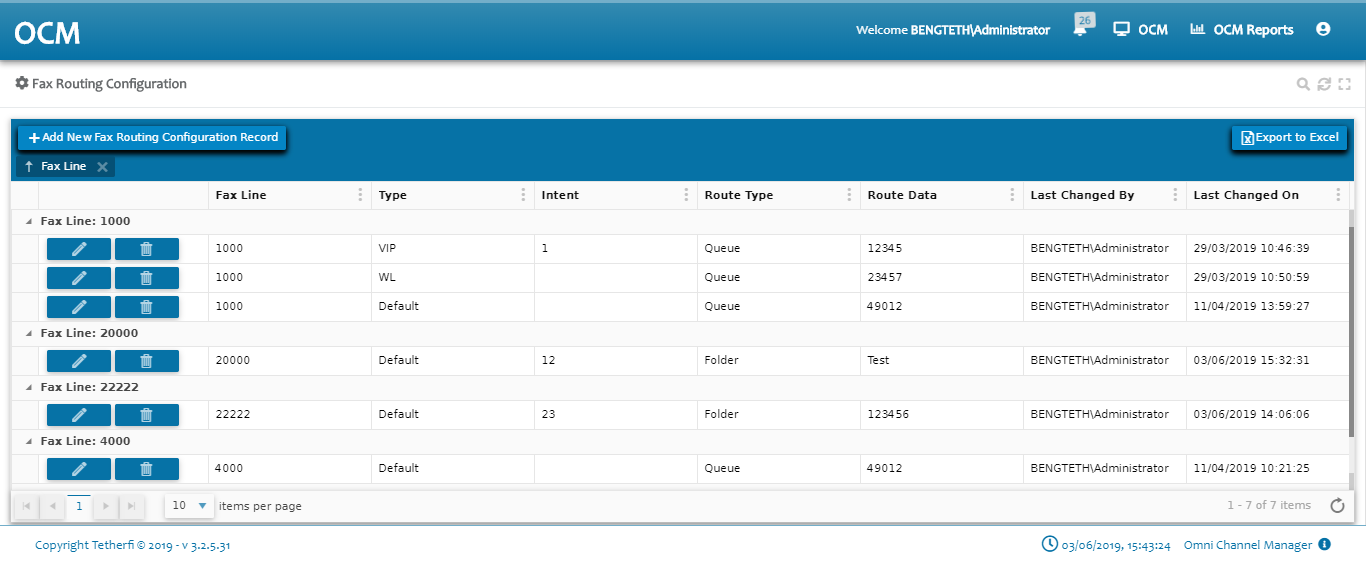 OCM
Welcome BENGTETH\Administrator 26 OCM OCM Reports
Fax Routing Configuration
Add New Fax Routing Configuration Record Export to Excel
Fax Line
Fax Line Type Intent Route Type Route Data Last Changed By Last Changed On
Fax Line: 1000
1000 VIP 1 Queue 12345 BENGTETH\Administrator 29/03/2019 10:46:39
1000 WL Queue 23457 BENGTETH\Administrator 29/03/2019 10:50:59
1000 Default Queue 49012 BENGTETH\Administrator 11/04/2019 13:59:27
Fax Line: 20000
20000 Default 12 Folder Test BENGTETH\Administrator 03/06/2019 15:32:31
Fax Line: 22222
22222 Default 23 Folder 123456 BENGTETH\Administrator 03/06/2019 14:06:06
Fax Line: 4000
4000 Default Queue 49012 BENGTETH\Administrator 11/04/2019 10:21:25
1 10 items per page 1 - 7 of 7 items
Copyright Tetherfi © 2019 - v 3.2.5.31 03/06/2019, 15:43:24 Omni Channel Manager